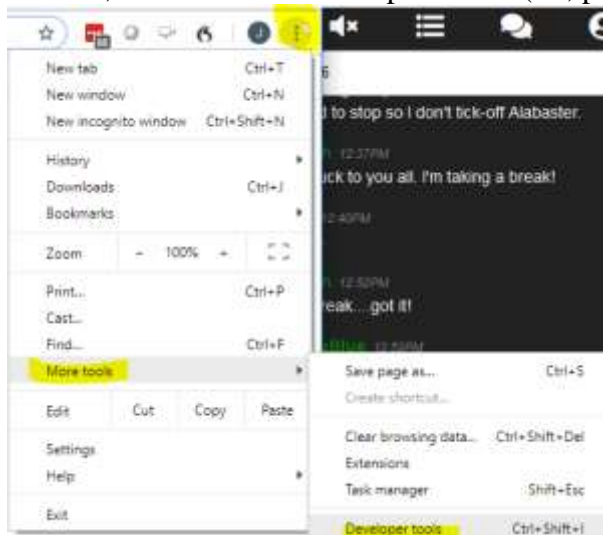 New tab Ctrl+T
New window Ctrl+N
New incognito window Ctrl+Shift+N
History
Downloads Ctrl+J
Bookmarks
Zoom - 100% +
Print... Ctrl+P
Cast...
Find... Ctrl+F
More tools
Edit Cut Copy Paste
Settings
Help
Exit
to stop so I don't tick-off Alabaster.
12:37PM
uck to you all. I'm taking a break!
12:40PM
12:52PM
reak....got it!
Save page as... Ctrl+S
Create shortcut...
Clear browsing data... Ctrl+Shift+Del
Extensions
Task manager Shift+Esc
Developer tools Ctrl+Shift+I